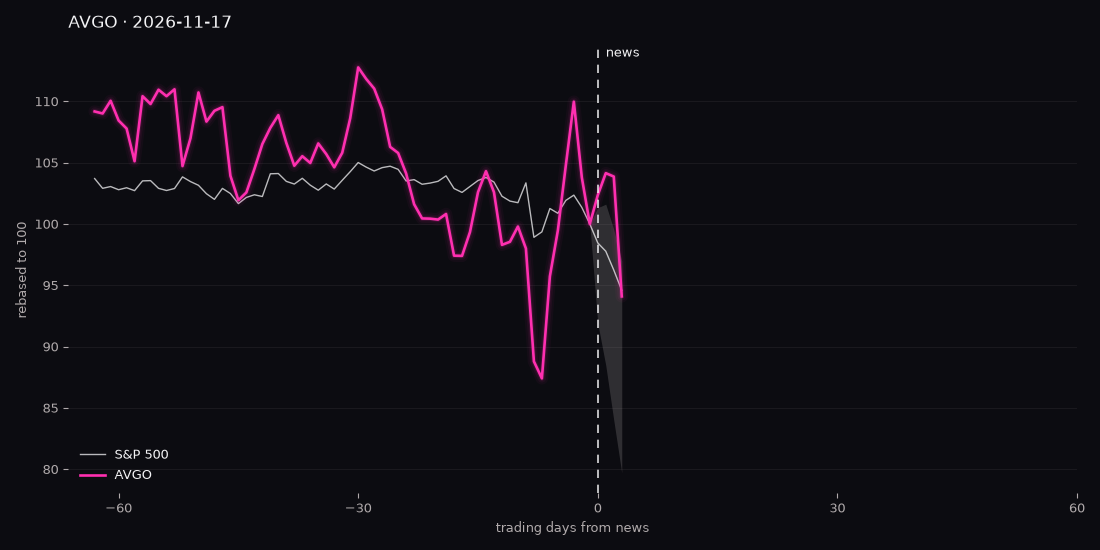 AVGO · 2026-11-17
news
110
105
100
95
90
85
80
rebased to 100
S&P 500
AVGO
−60
−30
0
30
60
trading days from news